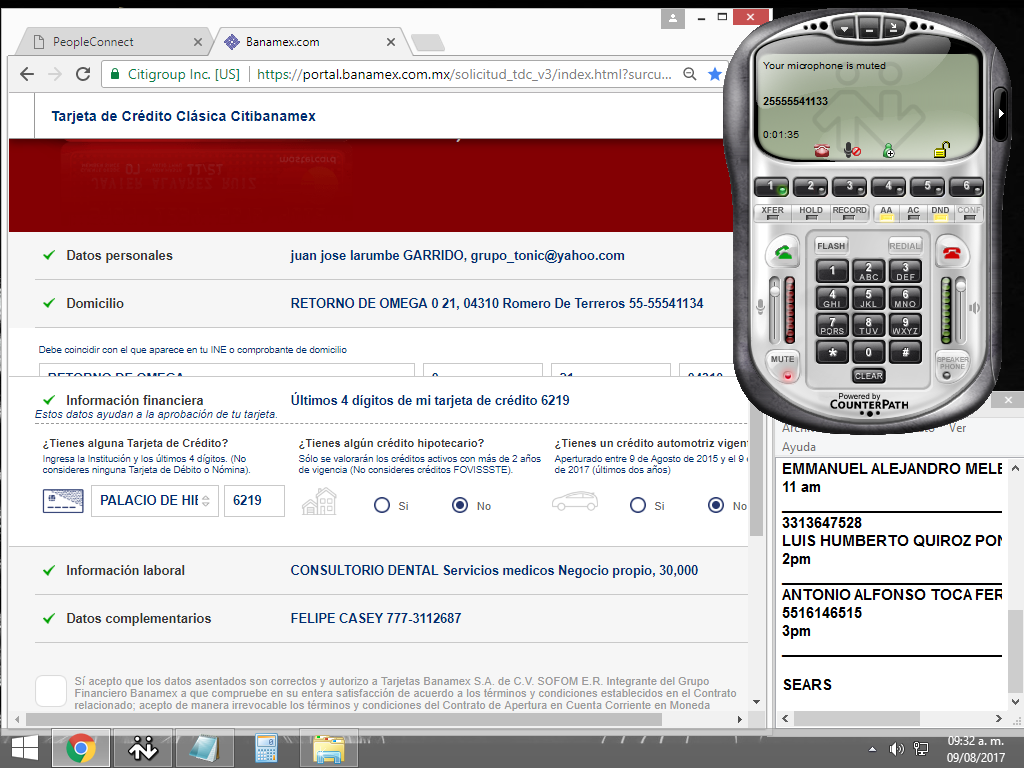 PeopleConnect
Banamex.com
Citigroup Inc. [US]
https://portal.banamex.com.mx/solicitud_tdc_v3/index.html?surcu...
Tarjeta de Crédito Clásica Citibanamex
Datos personales
juan jose larumbe GARRIDO, grupo_tonic@yahoo.com
Domicilio
RETORNO DE OMEGA 0 21, 04310 Romero De Terreros 55-55541134
Debe coincidir con el que aparece en tu INE o comprobante de domicilio
RETORNO DE OMEGA 0 21 04310
Información financiera
Últimos 4 dígitos de mi tarjeta de crédito 6219
Estos datos ayudan a la aprobación de tu tarjeta.
¿Tienes alguna Tarjeta de Crédito?
Ingresa la Institución y los últimos 4 dígitos. (No
consideres ninguna Tarjeta de Débito o Nómina).
PALACIO DE HIE
6219
¿Tienes algún crédito hipotecario?
Sólo se valorarán los créditos activos con más de 2 años
de vigencia (No consideres créditos FOVISSSTE).
Si
No
¿Tienes un crédito automotriz vigen
Aperturado entre 9 de Agosto de 2015 y el 9
de 2017 (últimos dos años)
Si
No
Información laboral
CONSULTORIO DENTAL Servicios medicos Negocio propio, 30,000
Datos complementarios
FELIPE CASEY 777-3112687
Sí acepto que los datos asentados son correctos y autorizo a Tarjetas Banamex S.A. de C.V. SOFOM E.R. Integrante del Grupo
Financiero Banamex a que compruebe en su entera satisfacción de acuerdo a los términos y condiciones establecidos en el Contrato
relacionado; acepto de manera irrevocable los términos y condiciones del Contrato de Apertura en Cuenta Corriente en Moneda
Your microphone is muted
25555541133
0:01:35
1 2 3 4 5 6
XFER HOLD RECORD AA AC DND CONF
FLASH
REDIAL
1
2 ABC
3 DEF
4 GHI
5 JKL
6 MNO
7 PQRS
8 TUV
9 WXYZ
* 0 #
MUTE
SPEAKER
PHONE
CLEAR
Powered by
COUNTERPATH
Ver
Ayuda
EMMANUEL ALEJANDRO MELE
11 am
3313647528
LUIS HUMBERTO QUIROZ PON
2pm
ANTONIO ALFONSO TOCA FER
5516146515
3pm
SEARS
09:32 a. m.
09/08/2017